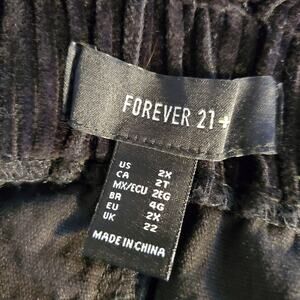 FOREVER 21+
US 2X
CA 2T
MX/ECU 2EG
BR 4G
EU 2X
UK 22
MADE IN CHINA